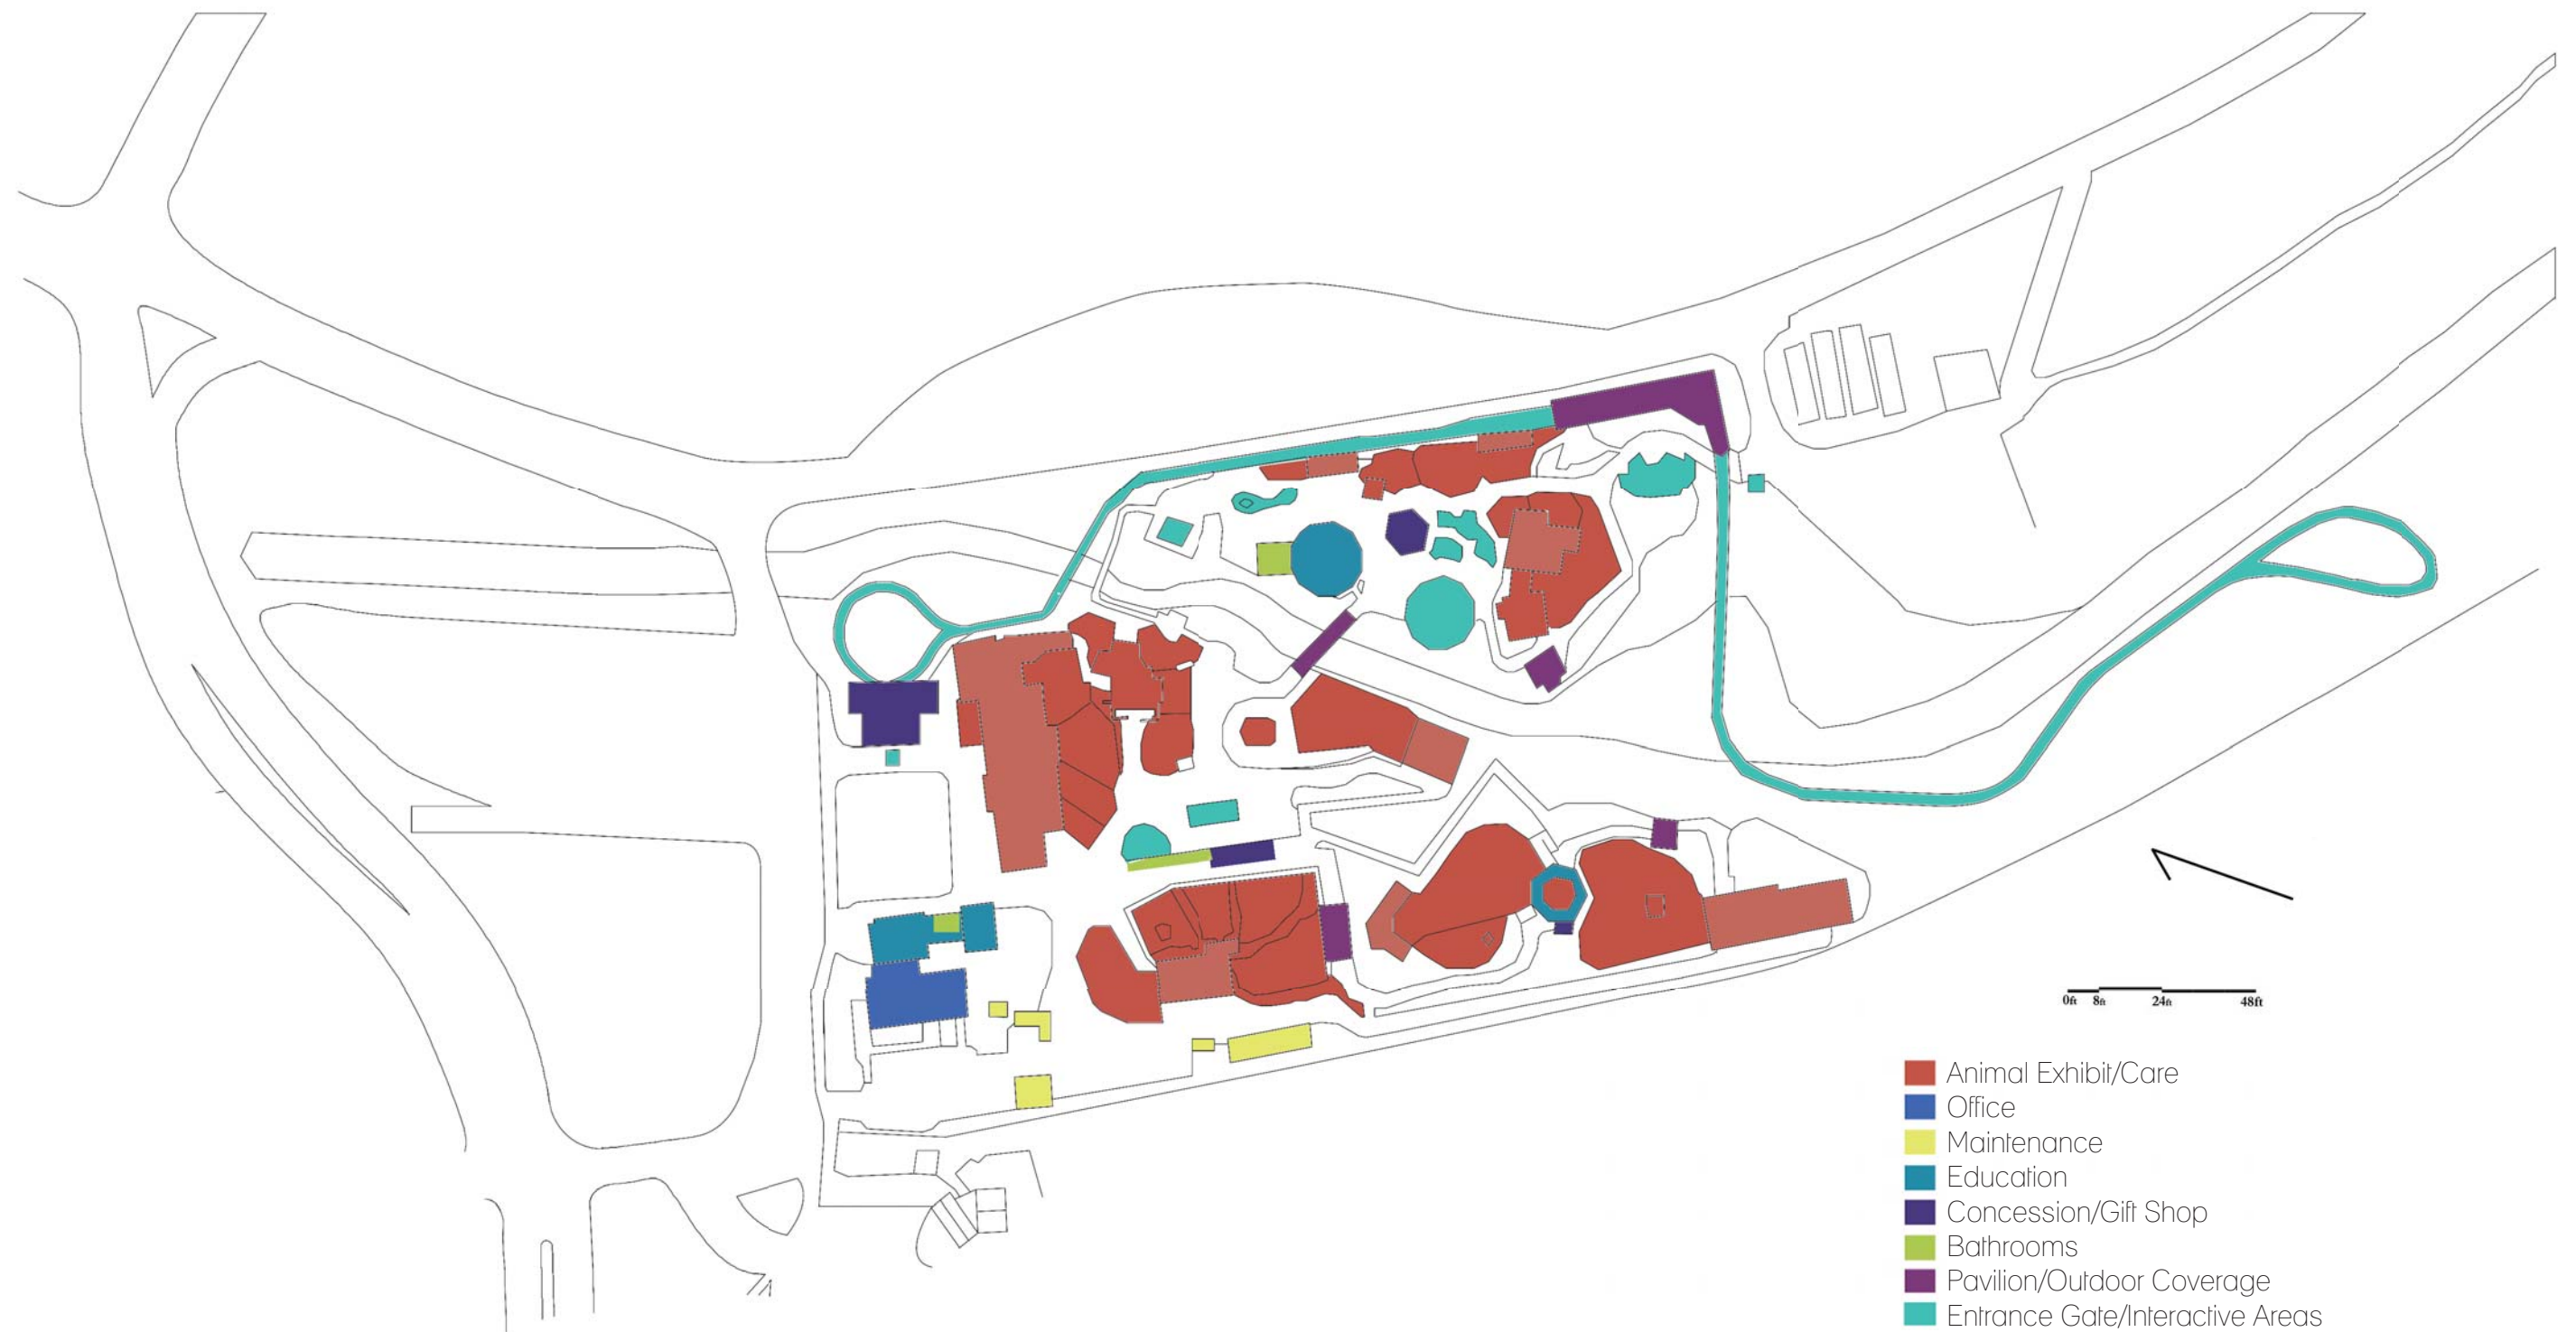 0ft 8ft 24ft 48ft
Animal Exhibit/Care
Office
Maintenance
Education
Concession/Gift Shop
Bathrooms
Pavilion/Outdoor Coverage
Entrance Gate/Interactive Areas